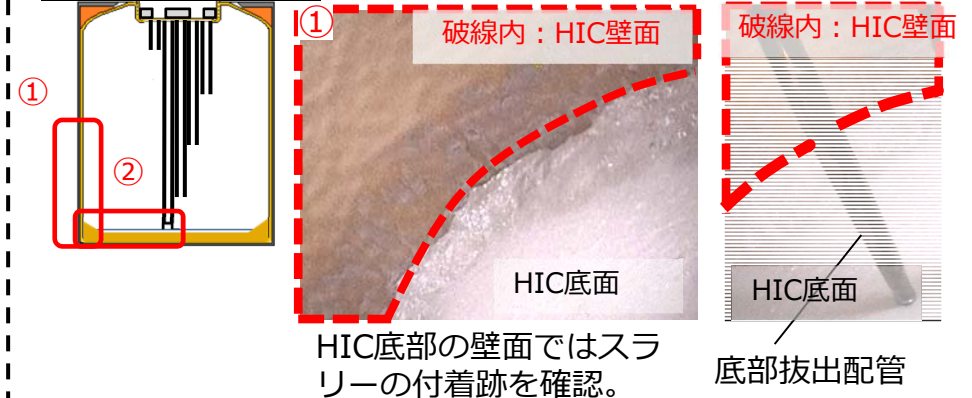 ①
②
①
破線内：HIC壁面
HIC底面
HIC底部の壁面ではスラ
リーの付着跡を確認。
破線内：HIC壁面
HIC底面
底部抜出配管